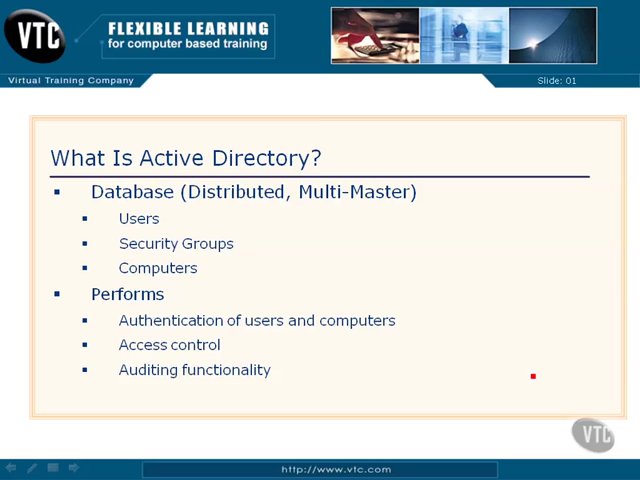 VTC
FLEXIBLE LEARNING
for computer based training
Virtual Training Company
Slide: 01
What Is Active Directory?
Database (Distributed, Multi-Master)
Users
Security Groups
Computers
Performs
Authentication of users and computers
Access control
Auditing functionality
VTC
http://www.vtc.com